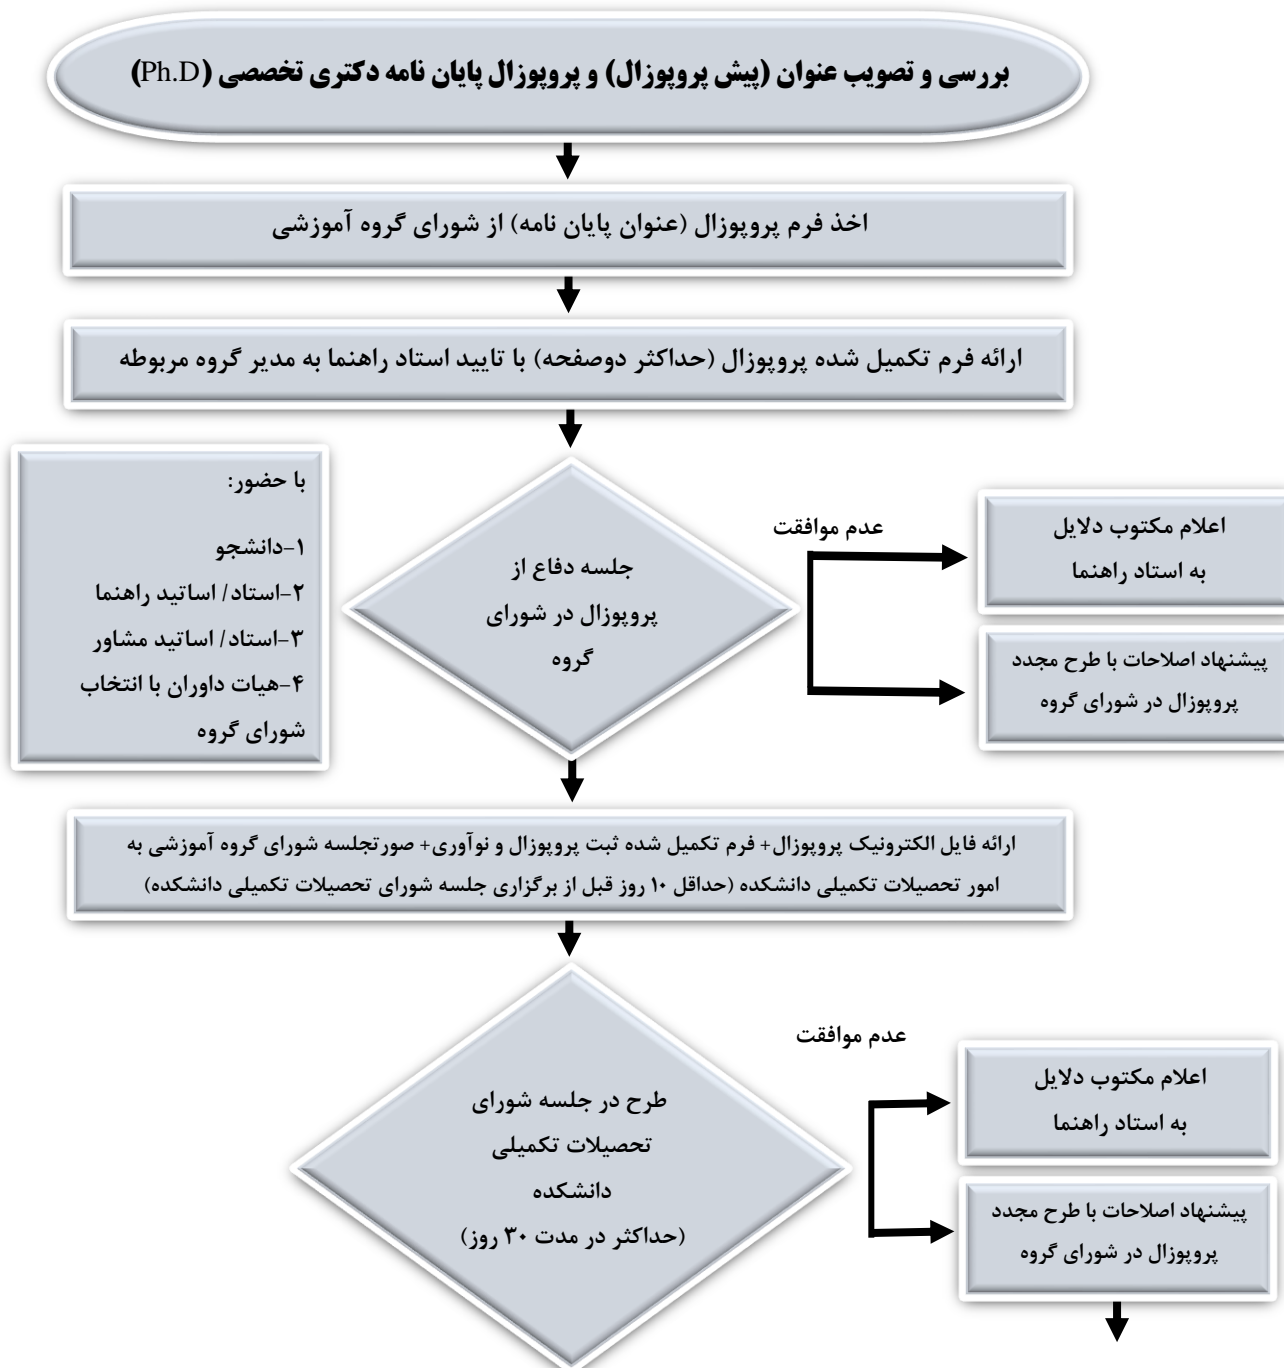 بررسی و تصویب عنوان (پیش پروپوزال) و پروپوزال پایان نامه دکتری تخصصی (Ph.D)
اخذ فرم پروپوزال (عنوان پایان نامه) از شورای گروه آموزشی
ارائه فرم تکمیل شده پروپوزال (حداکثر دوصفحه) با تایید استاد راهنما به مدیر گروه مربوطه
با حضور:
۱-دانشجو
۲-استاد/ اساتید راهنما
۳-استاد/ اساتید مشاور
۴-هیات داوران با انتخاب
شورای گروه
جلسه دفاع از
پروپوزال در شورای
گروه
عدم موافقت
اعلام مکتوب دلایل
به استاد راهنما
پیشنهاد اصلاحات با طرح مجدد
پروپوزال در شورای گروه
ارائه فایل الکترونیک پروپوزال+ فرم تکمیل شده ثبت پروپوزال و نوآوری+ صورتجلسه شورای گروه آموزشی به
امور تحصیلات تکمیلی دانشکده (حداقل ۱۰ روز قبل از برگزاری جلسه شورای تحصیلات تکمیلی دانشکده)
طرح در جلسه شورای
تحصیلات تکمیلی
دانشکده
(حداکثر در مدت ۳۰ روز)
عدم موافقت
اعلام مکتوب دلایل
به استاد راهنما
پیشنهاد اصلاحات با طرح مجدد
پروپوزال در شورای گروه